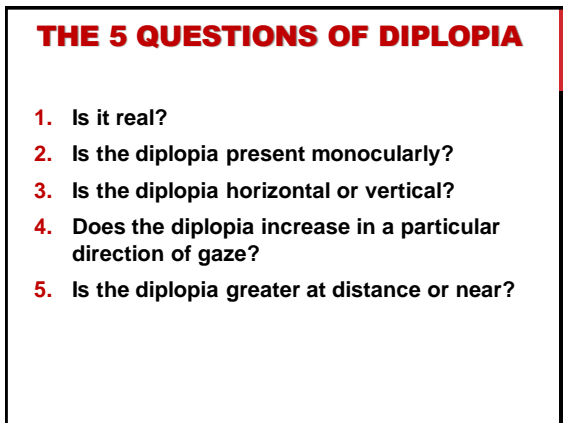 THE 5 QUESTIONS OF DIPLOPIA
1. Is it real?
2. Is the diplopia present monocularly?
3. Is the diplopia horizontal or vertical?
4. Does the diplopia increase in a particular
direction of gaze?
5. Is the diplopia greater at distance or near?